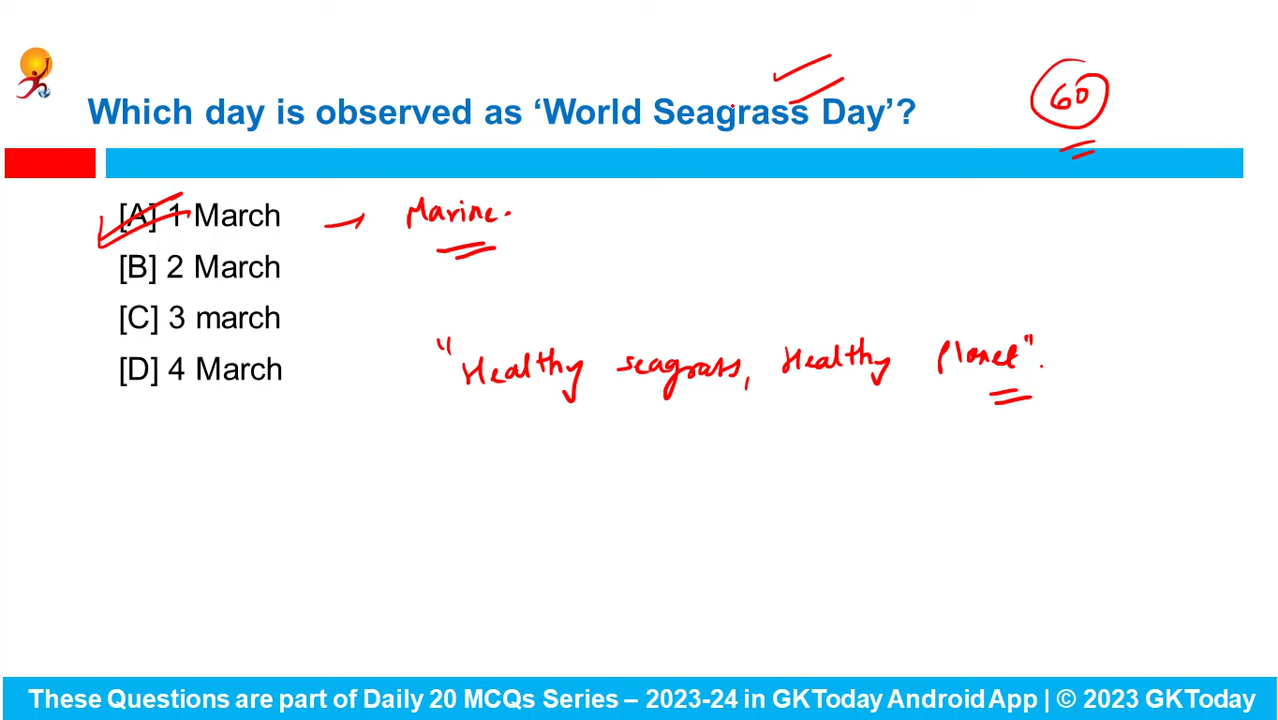 60
Which day is observed as ‘World Seagrass Day’?
[A] 1 March → Marine.
[B] 2 March
[C] 3 march
"Healthy seagrass, Healthy Planet".
[D] 4 March
These Questions are part of Daily 20 MCQs Series – 2023-24 in GKToday Android App | © 2023 GKToday